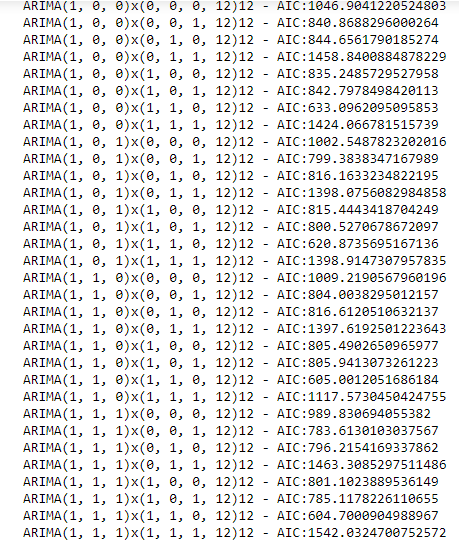 ARIMA(1, 0, 0)x(0, 0, 0, 12)12 - AIC:1046.9041220524803
ARIMA(1, 0, 0)x(0, 0, 1, 12)12 - AIC:840.8688296000264
ARIMA(1, 0, 0)x(0, 1, 0, 12)12 - AIC:844.6561790185274
ARIMA(1, 0, 0)x(0, 1, 1, 12)12 - AIC:1458.8400884878229
ARIMA(1, 0, 0)x(1, 0, 0, 12)12 - AIC:835.2485729527958
ARIMA(1, 0, 0)x(1, 0, 1, 12)12 - AIC:842.7978498420113
ARIMA(1, 0, 0)x(1, 1, 0, 12)12 - AIC:633.0962095095853
ARIMA(1, 0, 0)x(1, 1, 1, 12)12 - AIC:1424.066781515739
ARIMA(1, 0, 1)x(0, 0, 0, 12)12 - AIC:1002.5487823202016
ARIMA(1, 0, 1)x(0, 0, 1, 12)12 - AIC:799.3838347167989
ARIMA(1, 0, 1)x(0, 1, 0, 12)12 - AIC:816.1633234822195
ARIMA(1, 0, 1)x(0, 1, 1, 12)12 - AIC:1398.0756082984858
ARIMA(1, 0, 1)x(1, 0, 0, 12)12 - AIC:815.4443418704249
ARIMA(1, 0, 1)x(1, 0, 1, 12)12 - AIC:800.5270678672097
ARIMA(1, 0, 1)x(1, 1, 0, 12)12 - AIC:620.8735695167136
ARIMA(1, 0, 1)x(1, 1, 1, 12)12 - AIC:1398.9147307957835
ARIMA(1, 1, 0)x(0, 0, 0, 12)12 - AIC:1009.2190567960196
ARIMA(1, 1, 0)x(0, 0, 1, 12)12 - AIC:804.0038295012157
ARIMA(1, 1, 0)x(0, 1, 0, 12)12 - AIC:816.6120510632137
ARIMA(1, 1, 0)x(0, 1, 1, 12)12 - AIC:1397.6192501223643
ARIMA(1, 1, 0)x(1, 0, 0, 12)12 - AIC:805.4902650965977
ARIMA(1, 1, 0)x(1, 0, 1, 12)12 - AIC:805.9413073261223
ARIMA(1, 1, 0)x(1, 1, 0, 12)12 - AIC:605.0012051686184
ARIMA(1, 1, 0)x(1, 1, 1, 12)12 - AIC:1117.5730450424755
ARIMA(1, 1, 1)x(0, 0, 0, 12)12 - AIC:989.830694055382
ARIMA(1, 1, 1)x(0, 0, 1, 12)12 - AIC:783.6130103037567
ARIMA(1, 1, 1)x(0, 1, 0, 12)12 - AIC:796.2154169337862
ARIMA(1, 1, 1)x(0, 1, 1, 12)12 - AIC:1463.3085297511486
ARIMA(1, 1, 1)x(1, 0, 0, 12)12 - AIC:801.1023889536149
ARIMA(1, 1, 1)x(1, 0, 1, 12)12 - AIC:785.1178226110655
ARIMA(1, 1, 1)x(1, 1, 0, 12)12 - AIC:604.7000904988967
ARIMA(1, 1, 1)x(1, 1, 1, 12)12 - AIC:1542.0324700752572